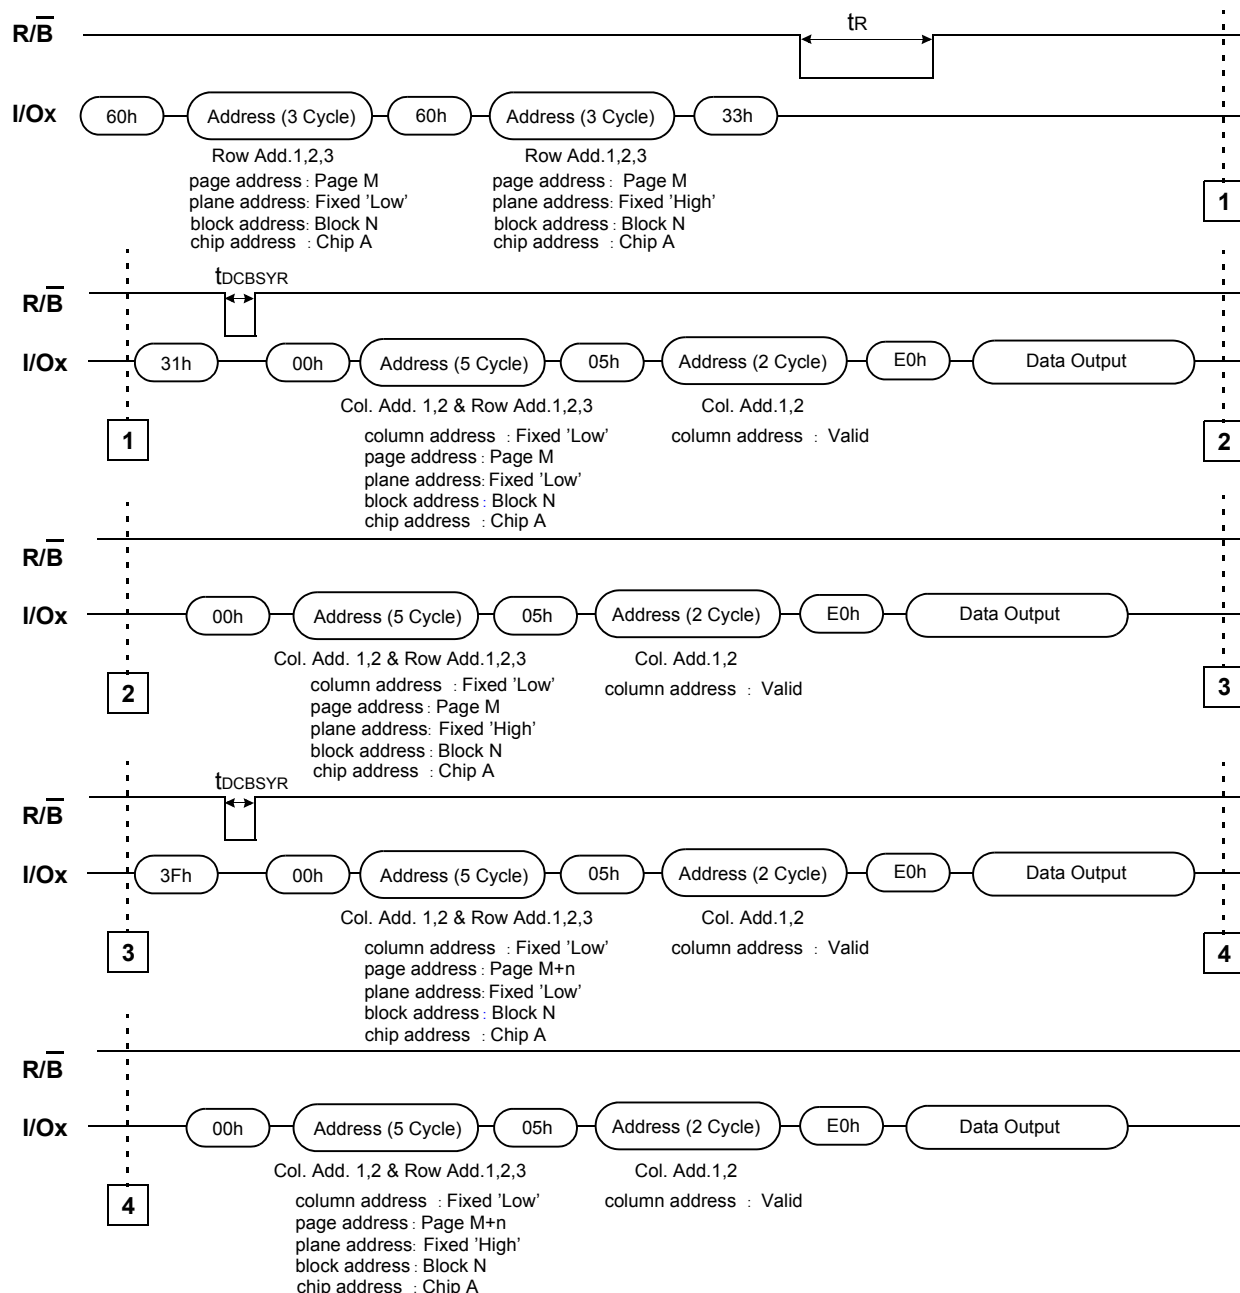 R/B tR
I/Ox 60h Address (3 Cycle) 60h Address (3 Cycle) 33h
Row Add.1,2,3 Row Add.1,2,3
page address : Page M page address : Page M
plane address: Fixed 'Low' plane address: Fixed 'High'
block address: Block N block address : Block N
chip address : Chip A chip address : Chip A
1
tDCBSYR
R/B
I/Ox 31h 00h Address (5 Cycle) 05h Address (2 Cycle) E0h Data Output
Col. Add. 1,2 & Row Add.1,2,3 Col. Add.1,2
column address : Fixed 'Low' column address : Valid
page address : Page M
plane address: Fixed 'Low'
block address : Block N
chip address : Chip A
1 2
R/B
I/Ox 00h Address (5 Cycle) 05h Address (2 Cycle) E0h Data Output
Col. Add. 1,2 & Row Add.1,2,3 Col. Add.1,2
column address : Fixed 'Low' column address : Valid
page address : Page M
plane address: Fixed 'High'
block address : Block N
chip address : Chip A
2 3
tDCBSYR
R/B
I/Ox 3Fh 00h Address (5 Cycle) 05h Address (2 Cycle) E0h Data Output
Col. Add. 1,2 & Row Add.1,2,3 Col. Add.1,2
column address : Fixed 'Low' column address : Valid
page address : Page M+n
plane address: Fixed 'Low'
block address : Block N
chip address : Chip A
3 4
R/B
I/Ox 00h Address (5 Cycle) 05h Address (2 Cycle) E0h Data Output
Col. Add. 1,2 & Row Add.1,2,3 Col. Add.1,2
column address : Fixed 'Low' column address : Valid
page address : Page M+n
plane address: Fixed 'High'
block address : Block N
chip address : Chip A
4